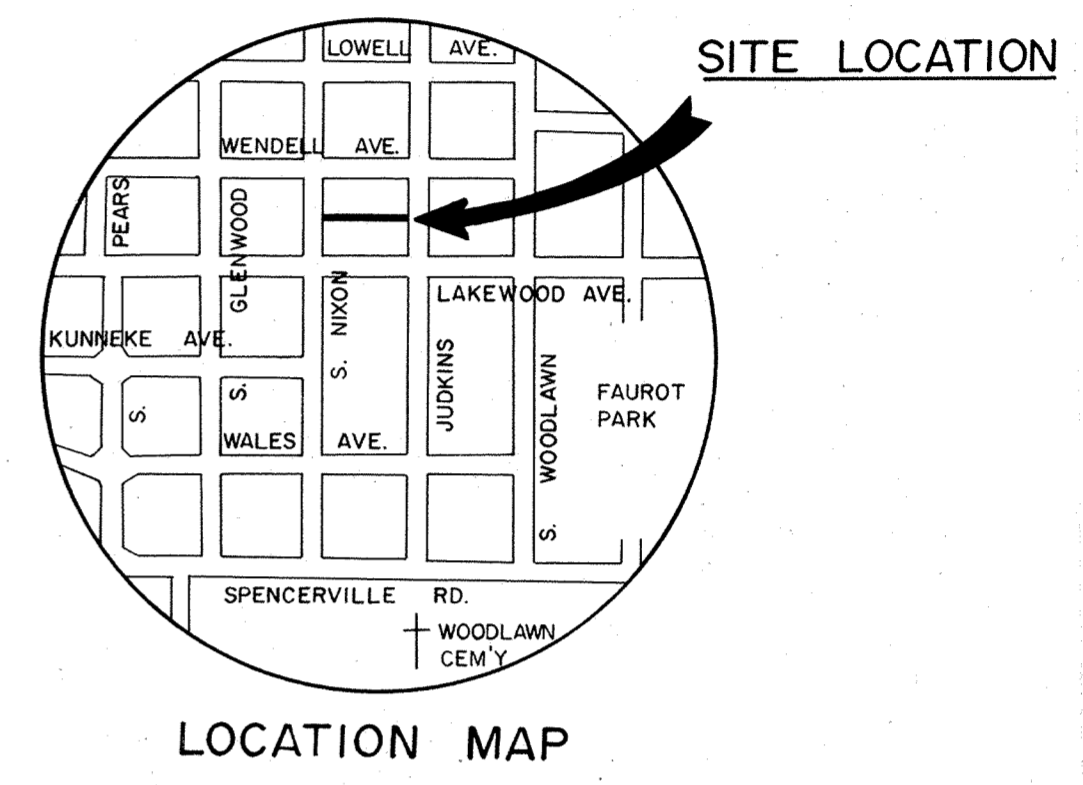 LOWELL AVE.
SITE LOCATION
WENDELL AVE.
PEARS
S.
GLENWOOD
S.
S. NIXON
LAKEWOOD AVE.
KUNNEKE AVE.
JUDKINS
S. WOODLAWN
FAUROT
PARK
WALES AVE.
SPENCERVILLE RD.
WOODLAWN
CEM'Y
LOCATION MAP